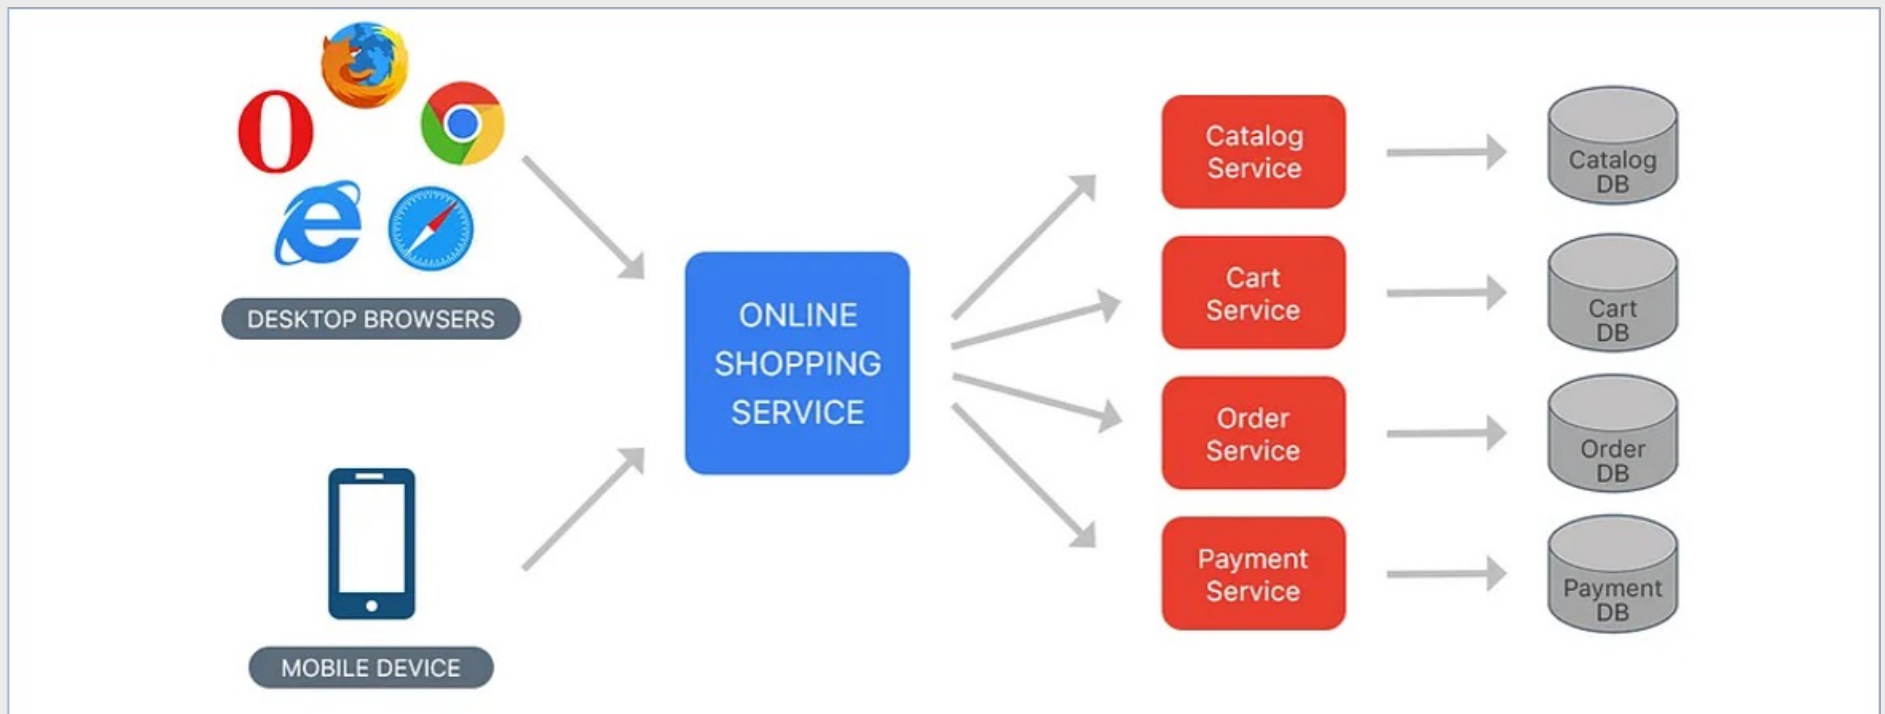 DESKTOP BROWSERS
MOBILE DEVICE
ONLINE
SHOPPING
SERVICE
Catalog
Service
Cart
Service
Order
Service
Payment
Service
Catalog
DB
Cart
DB
Order
DB
Payment
DB